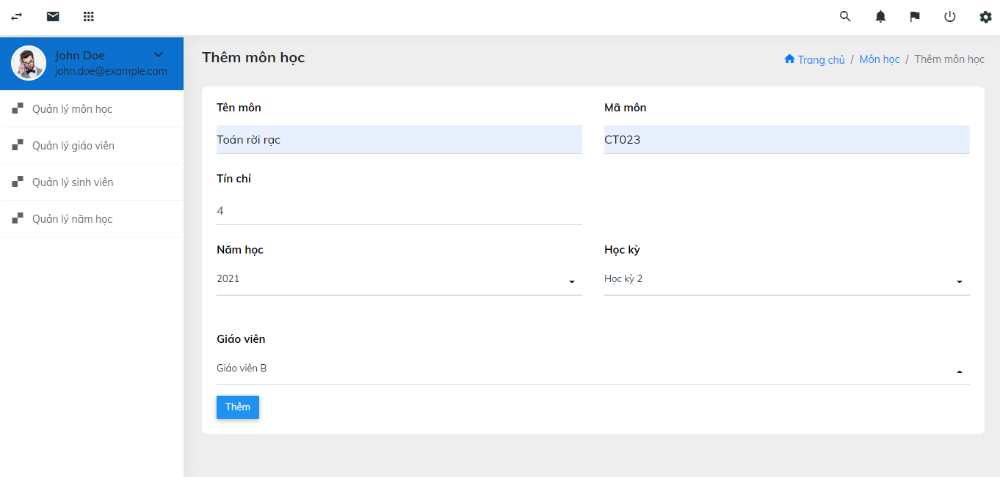 John Doe
john.doe@example.com
Quản lý môn học
Quản lý giáo viên
Quản lý sinh viên
Quản lý năm học
Thêm môn học
Trang chủ / Môn học / Thêm môn học
Tên môn
Mã môn
Toán rời rạc
CT023
Tín chỉ
4
Năm học
Học kỳ
2021
Học kỳ 2
Giáo viên
Giáo viên B
Thêm